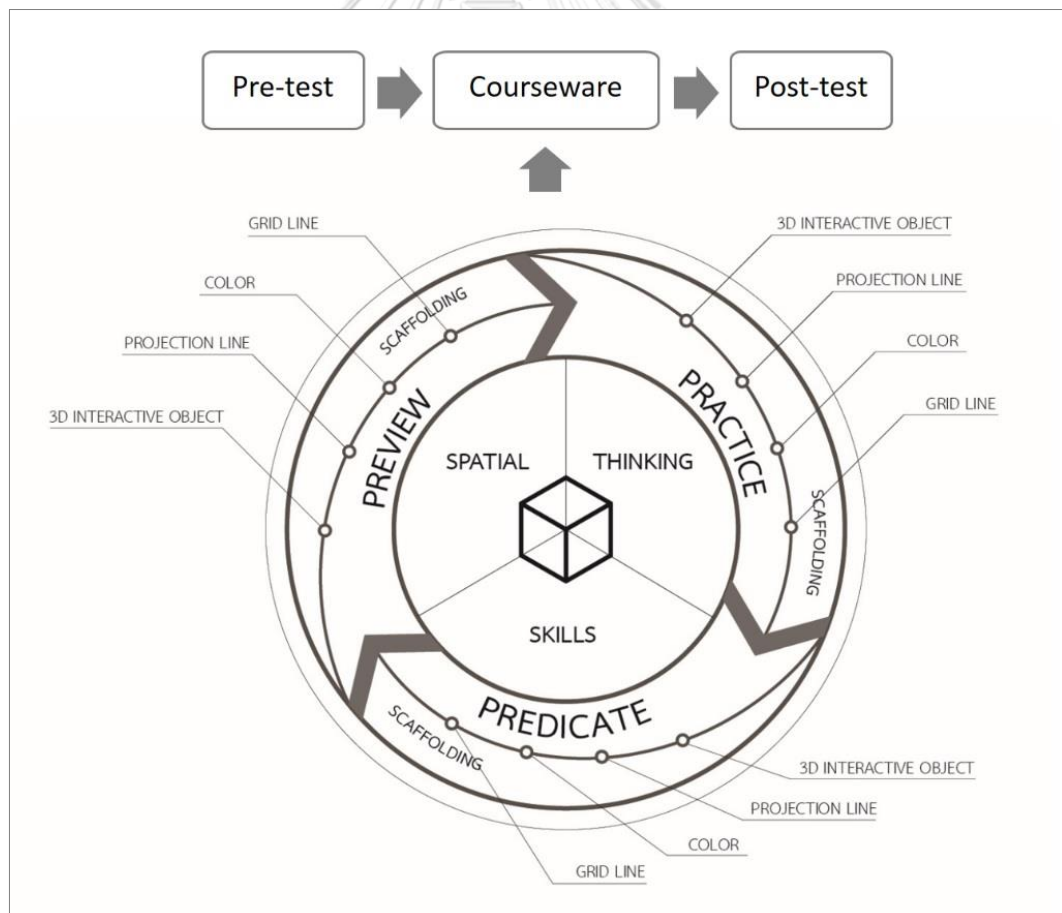 Pre-test
Courseware
Post-test
GRID LINE
COLOR
PROJECTION LINE
3D INTERACTIVE OBJECT
SCAFFOLDING
PREVIEW
3D INTERACTIVE OBJECT
PROJECTION LINE
COLOR
GRID LINE
PRACTICE
SCAFFOLDING
SPATIAL
THINKING
SKILLS
PREDICATE
SCAFFOLDING
3D INTERACTIVE OBJECT
PROJECTION LINE
COLOR
GRID LINE